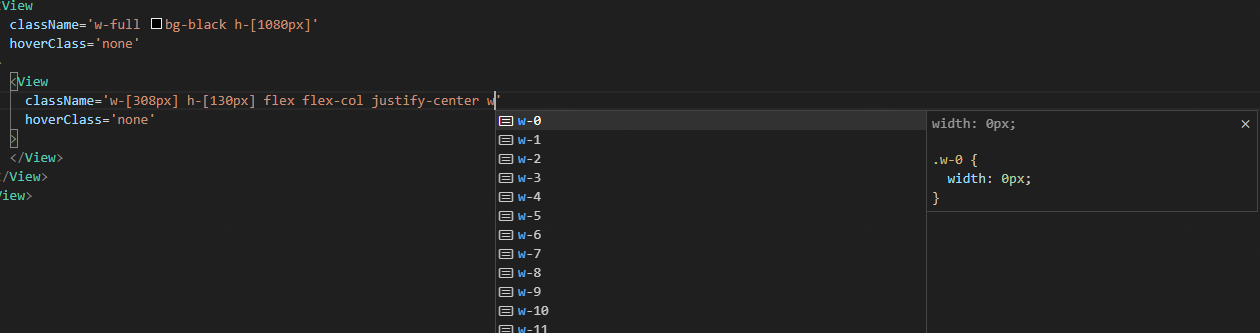 <View
className='w-full bg-black h-[1080px]'
hoverClass='none'
<View
className='w-[308px] h-[130px] flex flex-col justify-center w'
hoverClass='none'
>
</View>
/View>
View>
w-0
w-1
w-2
w-3
w-4
w-5
w-6
w-7
w-8
w-9
w-10
w-11
width: 0px;
.w-0 {
width: 0px;
}